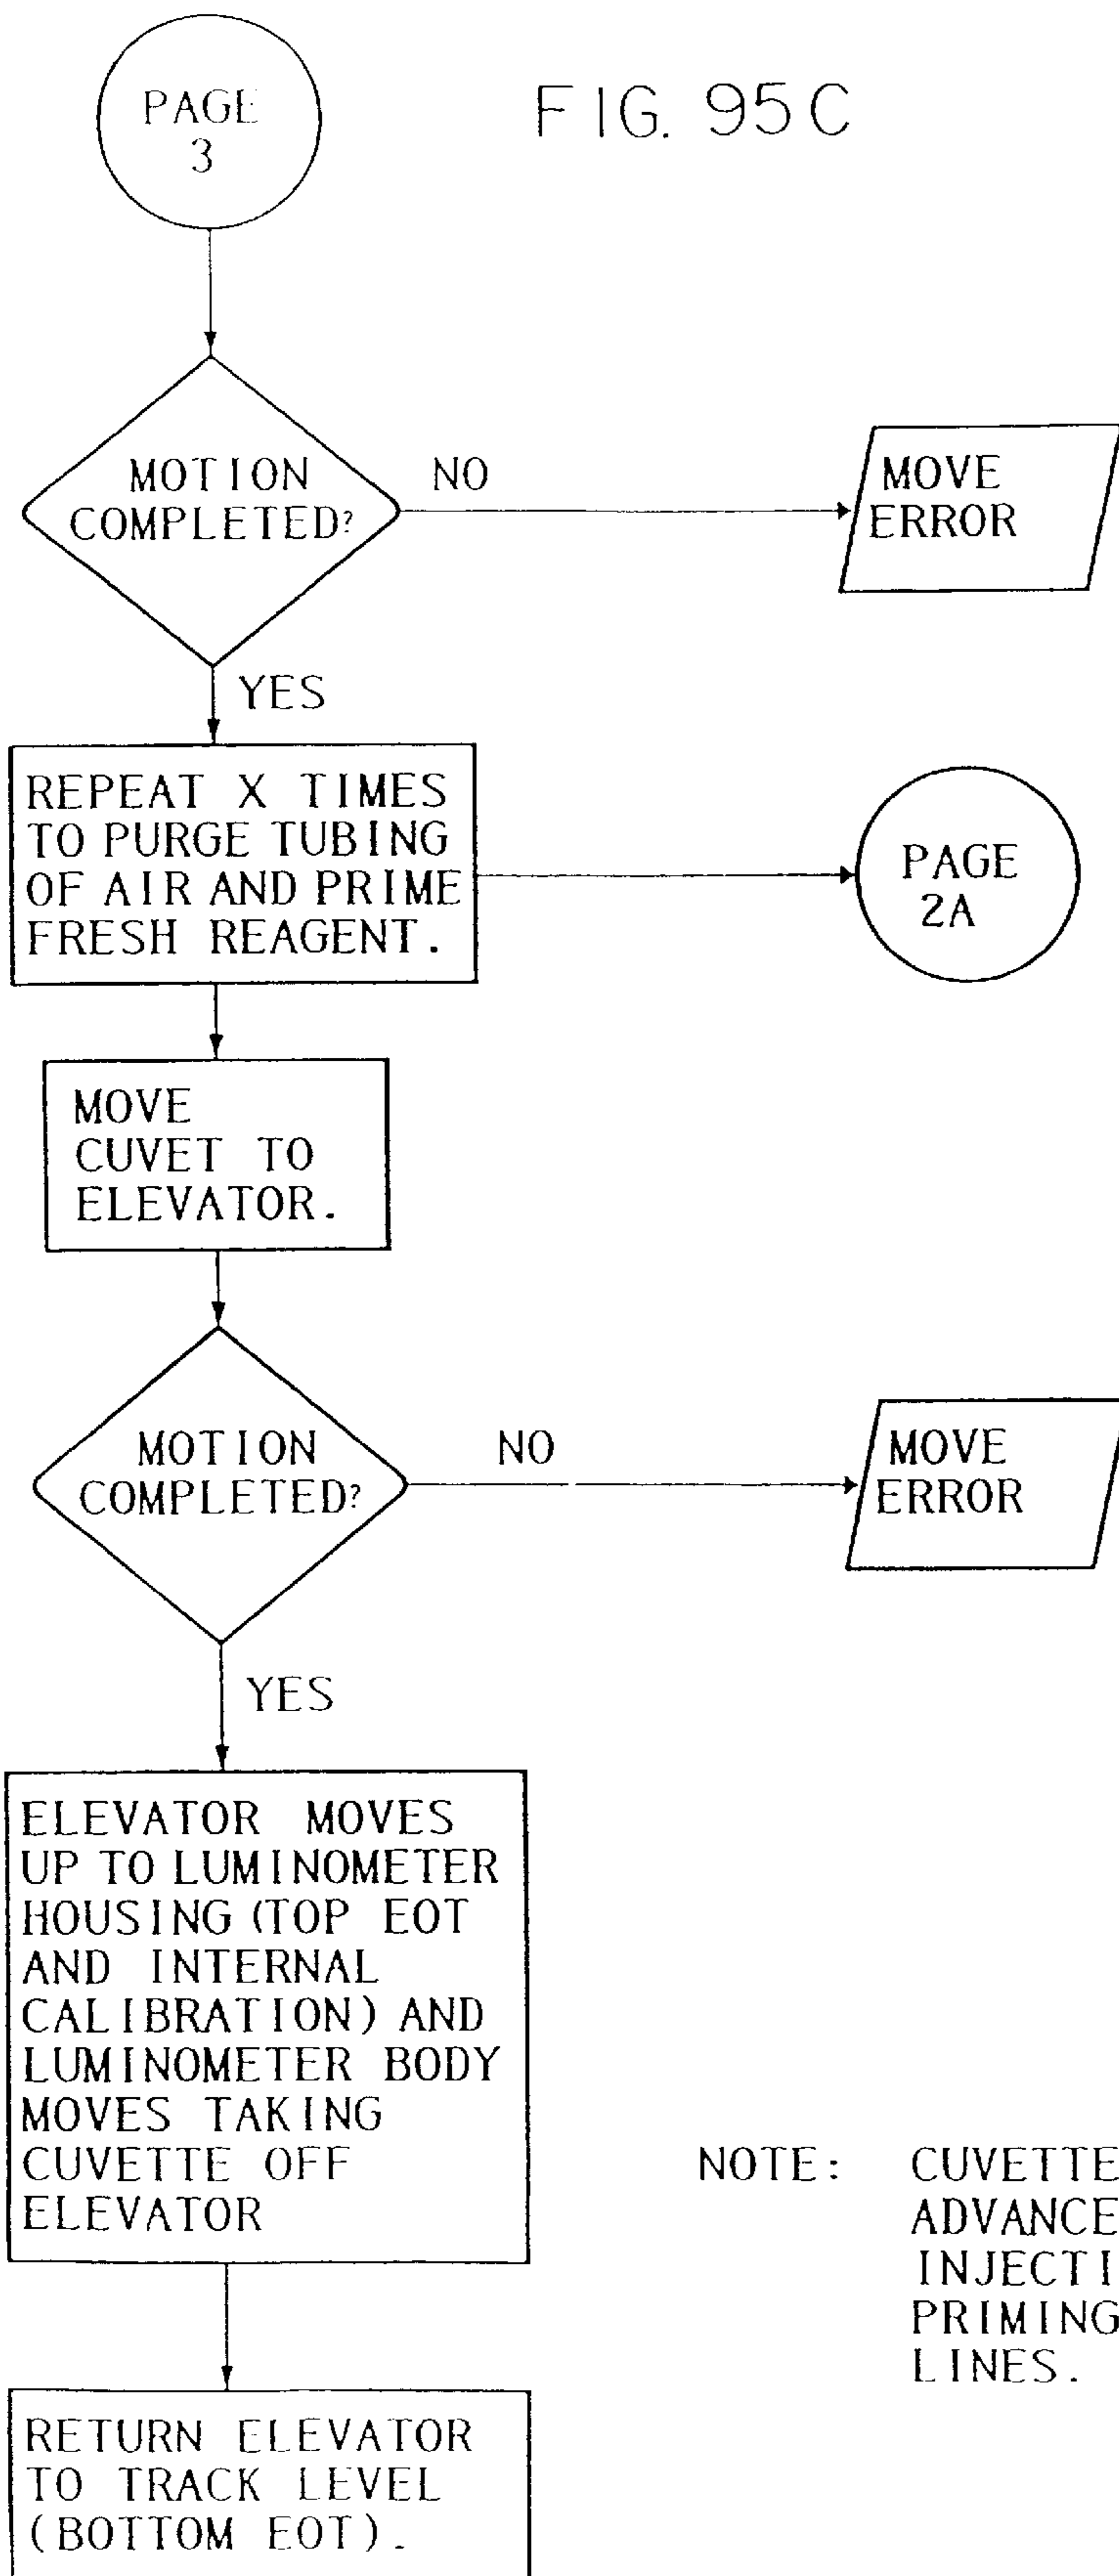 FIG. 95C
PAGE
3
MOTION
COMPLETED?
NO
MOVE
ERROR
YES
REPEAT X TIMES
TO PURGE TUBING
OF AIR AND PRIME
FRESH REAGENT.
PAGE
2A
MOVE
CUVET TO
ELEVATOR.
MOTION
COMPLETED?
NO
MOVE
ERROR
YES
ELEVATOR MOVES
UP TO LUMINOMETER
HOUSING (TOP EOT
AND INTERNAL
CALIBRATION) AND
LUMINOMETER BODY
MOVES TAKING
CUVETTE OFF
ELEVATOR
NOTE: CUVETTE
ADVANCE
INJECTI
PRIMING
LINES.
RETURN ELEVATOR
TO TRACK LEVEL
(BOTTOM EOT).